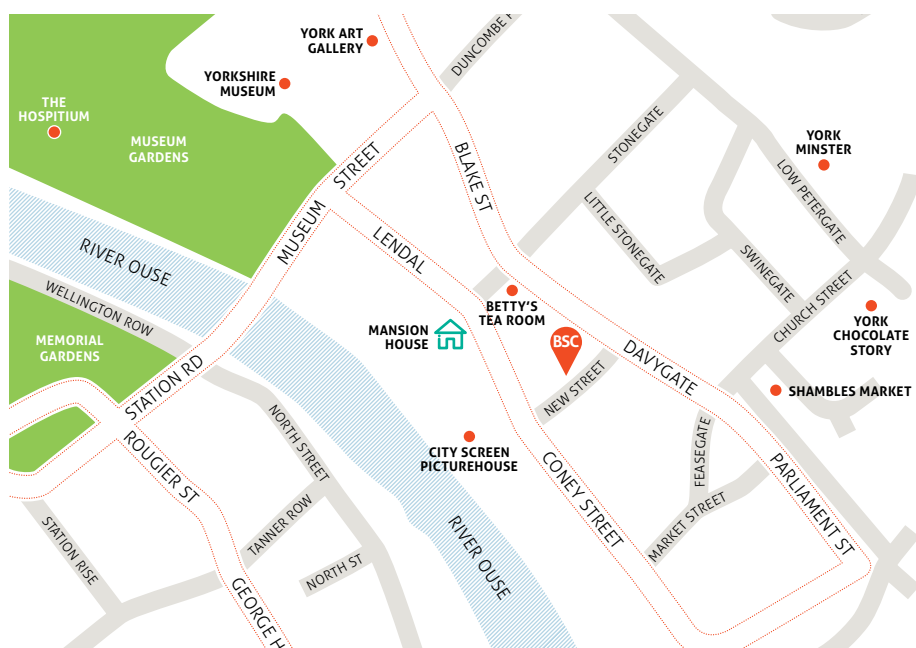 YORK ART
GALLERY
DUNCOMBE
YORKSHIRE
MUSEUM
THE
HOSPITIUM
MUSEUM
GARDENS
STONEGATE
YORK
MINSTER
BLAKE ST
MUSEUM STREET
LOW PETERGATE
LITTLE STONEGATE
RIVER OUSE
LENDAL
SWINEGATE
WELLINGTON ROW
CHURCH STREET
BETTY'S
TEA ROOM
YORK
CHOCOLATE
STORY
MANSION
HOUSE
BSC
MEMORIAL
GARDENS
DAVYGATE
STATION RD
NEW STREET
SHAMBLES MARKET
NORTH STREET
CITY SCREEN
PICTUREHOUSE
FEASEGATE
ROUGIER ST
CONEY STREET
PARLIAMENT ST
MARKET STREET
TANNER ROW
STATION RISE
RIVER OUSE
NORTH ST
GEORGE H